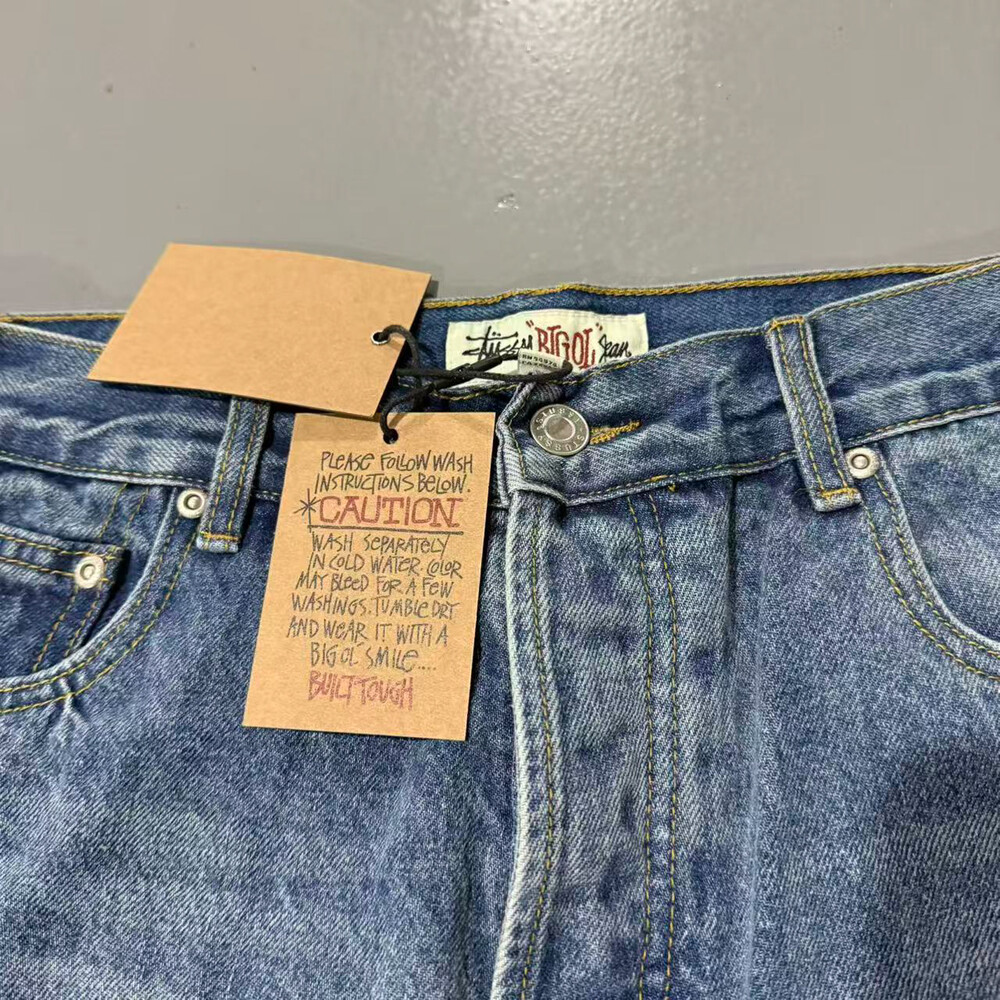 Stüssy "BIG OL' Jean
PLEASE FOLLOW WASH
INSTRUCTIONS BELOW.
*CAUTION
WASH SEPARATELY
IN COLD WATER. COLOR
MAY BLEED FOR A FEW
WASHINGS. TUMBLE DRY
AND WEAR IT WITH A
BIG OL' SMILE....
BUILT TOUGH